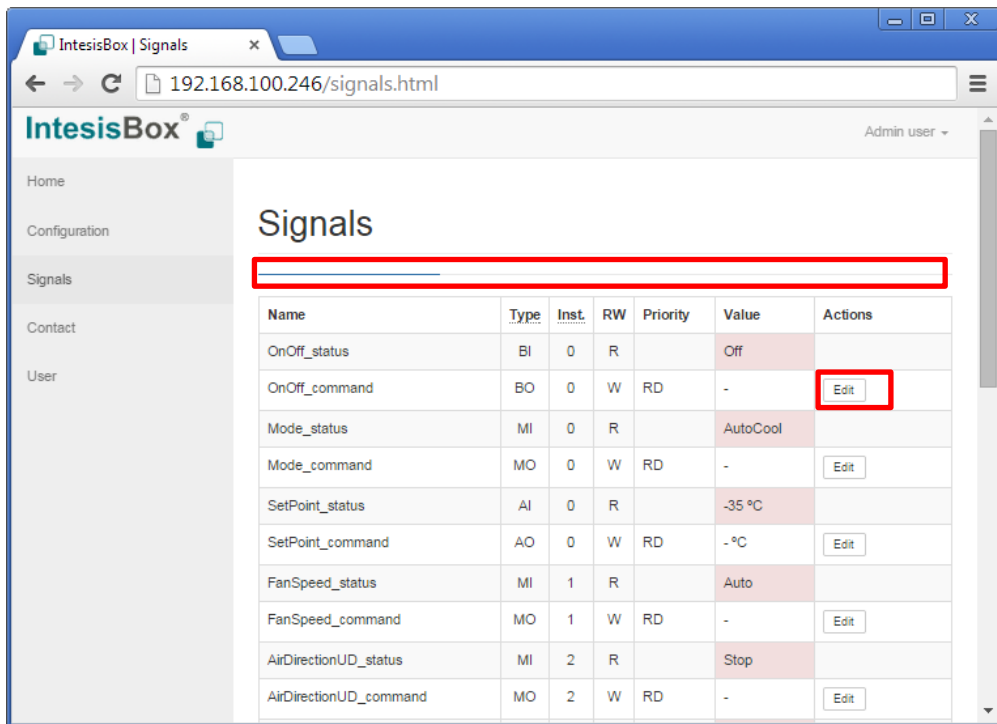 IntesisBox | Signals
192.168.100.246/signals.html
IntesisBox®
Admin user
Home
Configuration
Signals
Contact
User
Signals
Name Type Inst. RW Priority Value Actions
OnOff_status BI 0 R Off
OnOff_command BO 0 W RD - Edit
Mode_status MI 0 R AutoCool
Mode_command MO 0 W RD - Edit
SetPoint_status AI 0 R -35 ºC
SetPoint_command AO 0 W RD - ºC Edit
FanSpeed_status MI 1 R Auto
FanSpeed_command MO 1 W RD - Edit
AirDirectionUD_status MI 2 R Stop
AirDirectionUD_command MO 2 W RD - Edit